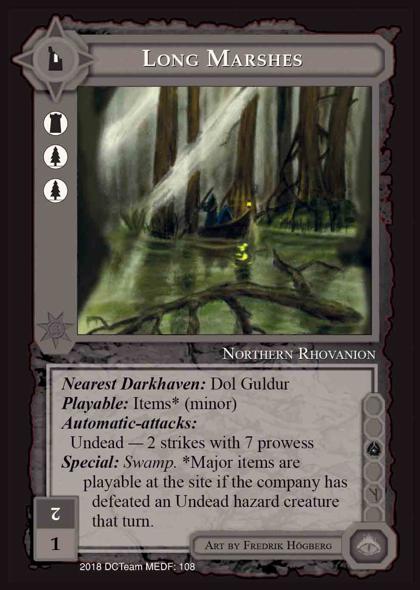 Long Marshes
Northern Rhovanion
Nearest Darkhaven: Dol Guldur
Playable: Items* (minor)
Automatic-attacks:
Undead — 2 strikes with 7 prowess
Special: Swamp. *Major items are
playable at the site if the company has
defeated an Undead hazard creature
that turn.
2
1
Art by Fredrik Högberg
2018 DCTeam MEDF: 108